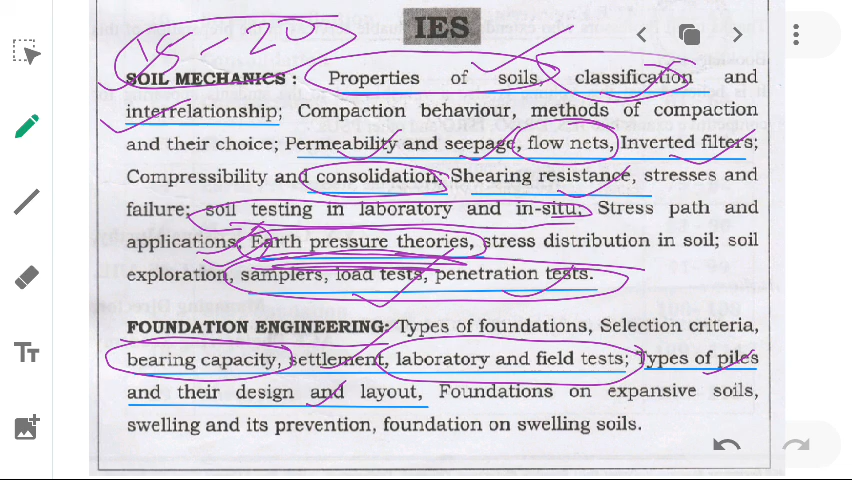 IES
15 - 20
SOIL MECHANICS : Properties of soils, classification and
interrelationship; Compaction behaviour, methods of compaction
and their choice; Permeability and seepage, flow nets, Inverted filters;
Compressibility and consolidation; Shearing resistance, stresses and
failure; soil testing in laboratory and in-situ, Stress path and
applications, Earth pressure theories, stress distribution in soil; soil
exploration, samplers, load tests, penetration tests.
FOUNDATION ENGINEERING: Types of foundations, Selection criteria,
bearing capacity, settlement, laboratory and field tests; Types of piles
and their design and layout, Foundations on expansive soils,
swelling and its prevention, foundation on swelling soils.
Tт